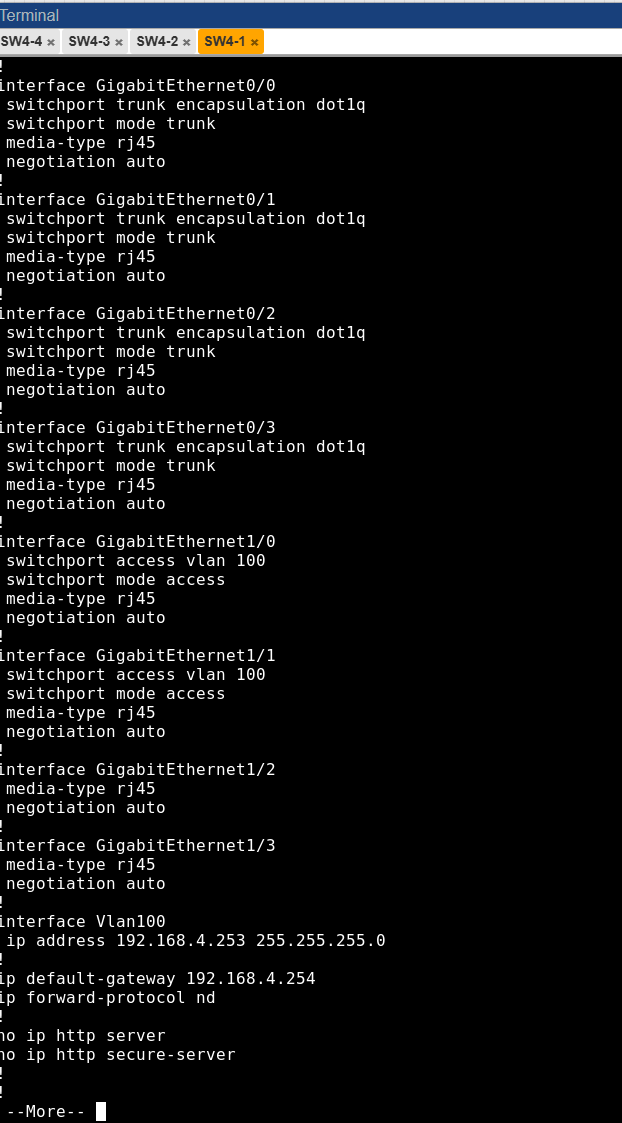 Terminal
SW4-4 × SW4-3 × SW4-2 × SW4-1 ×
!
interface GigabitEthernet0/0
 switchport trunk encapsulation dot1q
 switchport mode trunk
 media-type rj45
 negotiation auto
!
interface GigabitEthernet0/1
 switchport trunk encapsulation dot1q
 switchport mode trunk
 media-type rj45
 negotiation auto
!
interface GigabitEthernet0/2
 switchport trunk encapsulation dot1q
 switchport mode trunk
 media-type rj45
 negotiation auto
!
interface GigabitEthernet0/3
 switchport trunk encapsulation dot1q
 switchport mode trunk
 media-type rj45
 negotiation auto
!
interface GigabitEthernet1/0
 switchport access vlan 100
 switchport mode access
 media-type rj45
 negotiation auto
!
interface GigabitEthernet1/1
 switchport access vlan 100
 switchport mode access
 media-type rj45
 negotiation auto
!
interface GigabitEthernet1/2
 media-type rj45
 negotiation auto
!
interface GigabitEthernet1/3
 media-type rj45
 negotiation auto
!
interface Vlan100
 ip address 192.168.4.253 255.255.255.0
!
ip default-gateway 192.168.4.254
ip forward-protocol nd
!
no ip http server
no ip http secure-server
!
!
 --More--